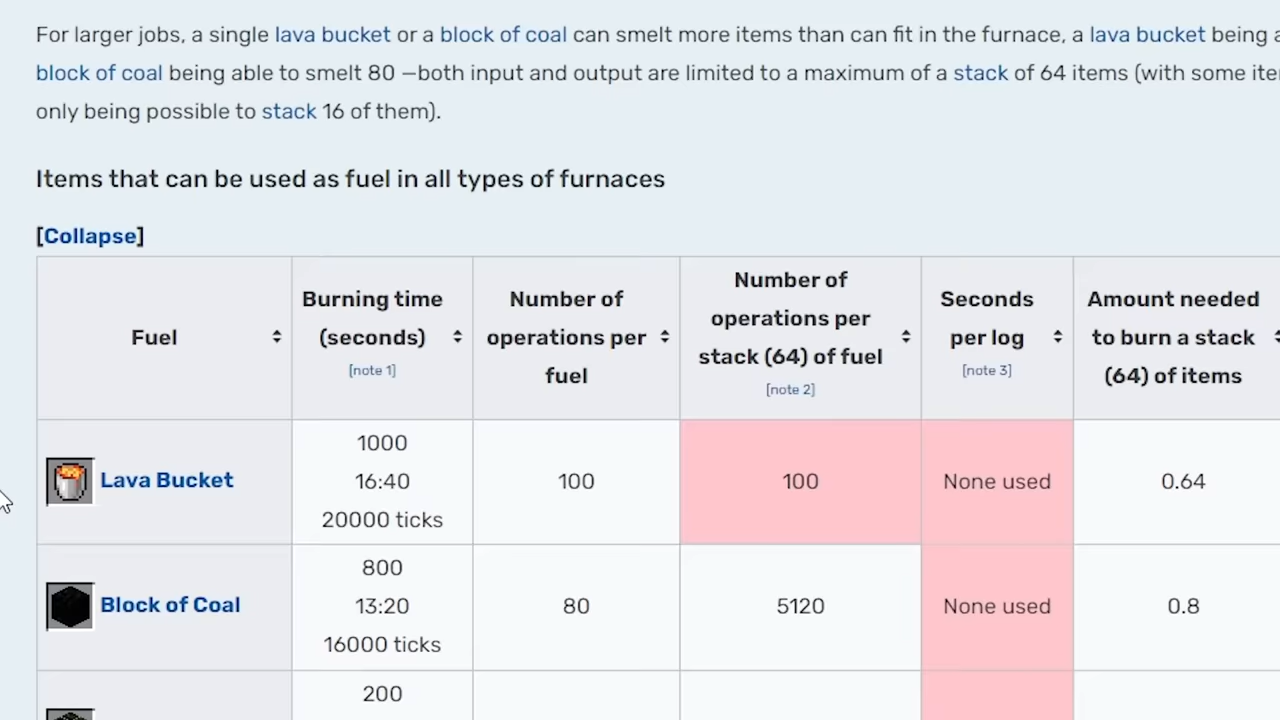 For larger jobs, a single lava bucket or a block of coal can smelt more items than can fit in the furnace, a lava bucket being
block of coal being able to smelt 80 —both input and output are limited to a maximum of a stack of 64 items (with some
only being possible to stack 16 of them).
Items that can be used as fuel in all types of furnaces
[Collapse]
Fuel
Burning time
(seconds)
[note 1]
Number of
operations per
fuel
Number of
operations per
stack (64) of fuel
[note 2]
Seconds
per log
[note 3]
Amount needed
to burn a stack
(64) of items
Lava Bucket
1000
16:40
20000 ticks
100
100
None used
0.64
Block of Coal
800
13:20
16000 ticks
80
5120
None used
0.8
200